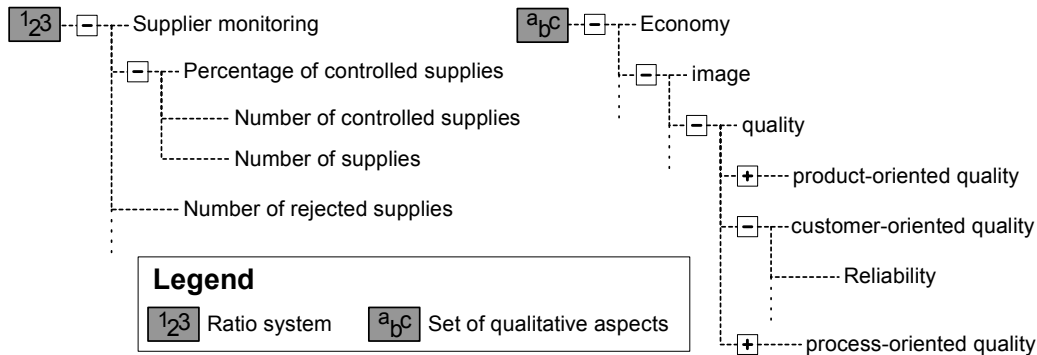 123 Supplier monitoring
Percentage of controlled supplies
Number of controlled supplies
Number of supplies
Number of rejected supplies
abc Economy
image
quality
product-oriented quality
customer-oriented quality
Reliability
process-oriented quality
Legend
123 Ratio system
abc Set of qualitative aspects